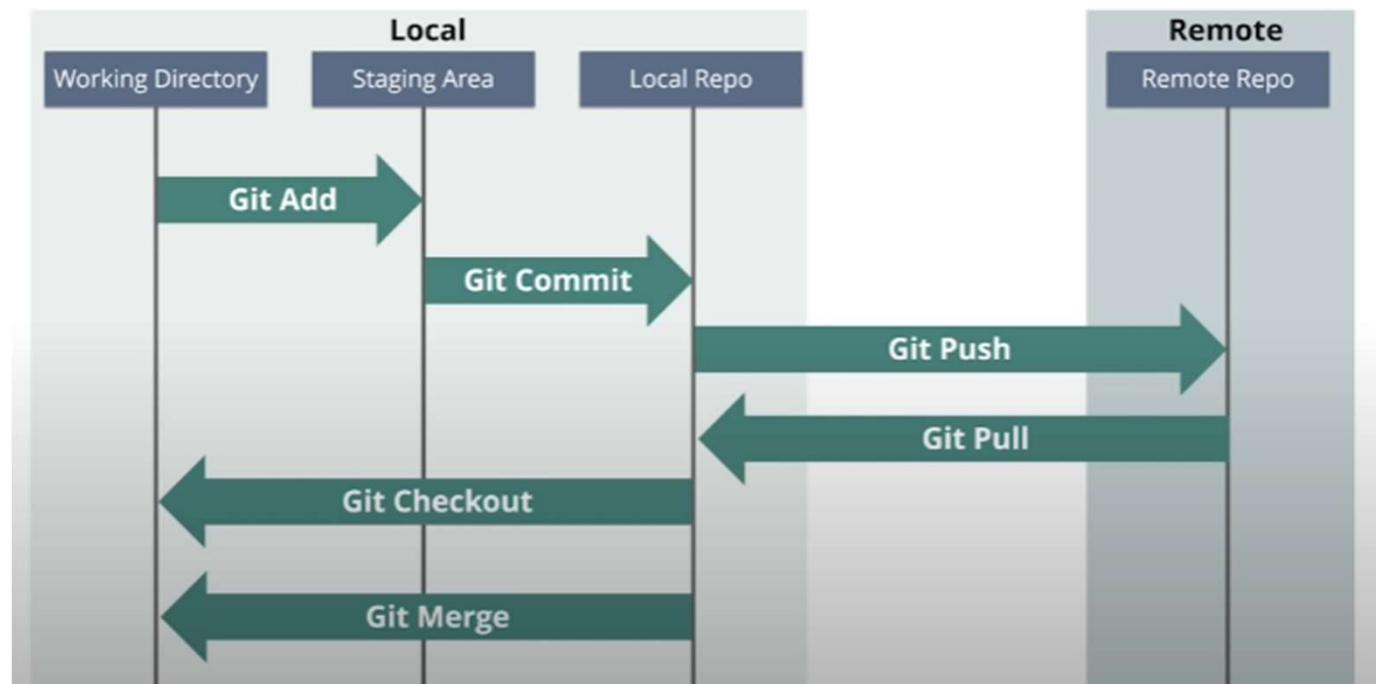 Local
Remote
Working Directory
Staging Area
Local Repo
Remote Repo
Git Add
Git Commit
Git Push
Git Pull
Git Checkout
Git Merge